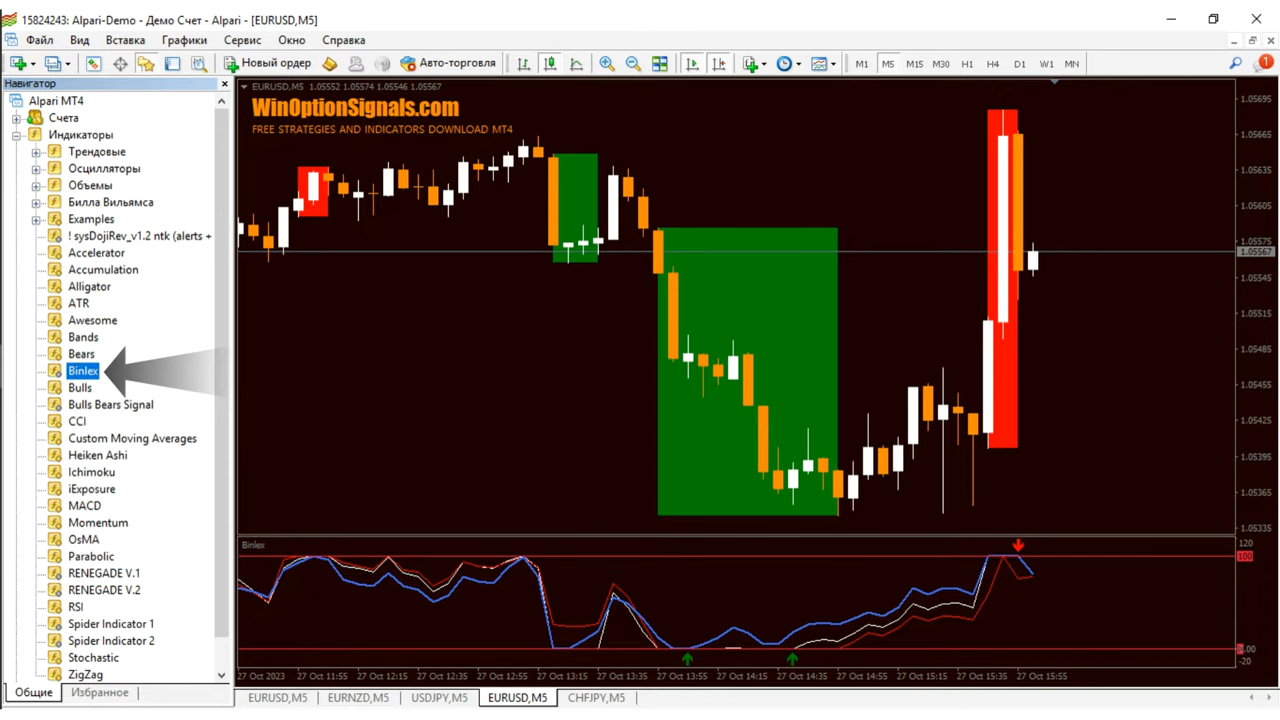 15824243: Alpari-Demo - Демо Счет - Alpari - [EURUSD,M5]
Файл Вид Вставка Графики Сервис Окно Справка
Новый ордер Авто-торговля M1 M5 M15 M30 H1 H4 D1 W1 MN 1
Навигатор
Alpari MT4
Счета
Индикаторы
Трендовые
Осцилляторы
Объемы
Билла Вильямса
Examples
! sysDojiRev_v1.2 ntk (alerts +
Accelerator
Accumulation
Alligator
ATR
Awesome
Bands
Bears
Binlex
Bulls
Bulls Bears Signal
CCI
Custom Moving Averages
Heiken Ashi
Ichimoku
iExposure
MACD
Momentum
OsMA
Parabolic
RENEGADE V.1
RENEGADE V.2
RSI
Spider Indicator 1
Spider Indicator 2
Stochastic
ZigZag
Общие Избранное
EURUSD,M5 1.05552 1.05574 1.05546 1.05567
WinOptionSignals.com
FREE STRATEGIES AND INDICATORS DOWNLOAD MT4
1.05695
1.05665
1.05635
1.05605
1.05575
1.05567
1.05545
1.05515
1.05485
1.05455
1.05425
1.05395
1.05365
1.05335
Binlex
120
100
0.00
-20
27 Oct 2023 27 Oct 11:55 27 Oct 12:15 27 Oct 12:35 27 Oct 12:55 27 Oct 13:15 27 Oct 13:35 27 Oct 13:55 27 Oct 14:15 27 Oct 14:35 27 Oct 14:55 27 Oct 15:15 27 Oct 15:35 27 Oct 15:55
EURUSD,M5 EURNZD,M5 USDJPY,M5 EURUSD,M5 CHFJPY,M5